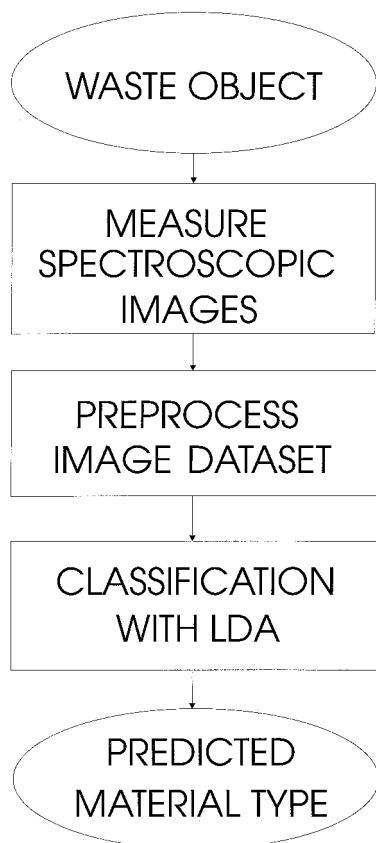 WASTE OBJECT
MEASURE
SPECTROSCOPIC
IMAGES
PREPROCESS
IMAGE DATASET
CLASSIFICATION
WITH LDA
PREDICTED
MATERIAL TYPE